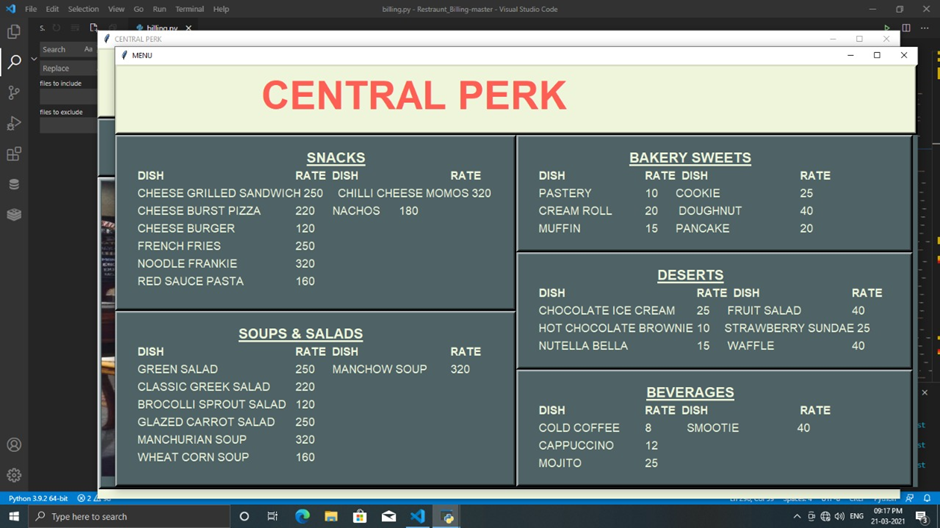 File Edit Selection View Go Run Terminal Help
billing.py - Restraunt_Billing-master - Visual Studio Code
billing.py
Search Aa
Replace
files to include
files to exclude
CENTRAL PERK
MENU
CENTRAL PERK
SNACKS
DISH RATE DISH RATE
CHEESE GRILLED SANDWICH 250 CHILLI CHEESE MOMOS 320
CHEESE BURST PIZZA 220 NACHOS 180
CHEESE BURGER 120
FRENCH FRIES 250
NOODLE FRANKIE 320
RED SAUCE PASTA 160
SOUPS & SALADS
DISH RATE DISH RATE
GREEN SALAD 250 MANCHOW SOUP 320
CLASSIC GREEK SALAD 220
BROCOLLI SPROUT SALAD 120
GLAZED CARROT SALAD 250
MANCHURIAN SOUP 320
WHEAT CORN SOUP 160
BAKERY SWEETS
DISH RATE DISH RATE
PASTERY 10 COOKIE 25
CREAM ROLL 20 DOUGHNUT 40
MUFFIN 15 PANCAKE 20
DESERTS
DISH RATE DISH RATE
CHOCOLATE ICE CREAM 25 FRUIT SALAD 40
HOT CHOCOLATE BROWNIE 10 STRAWBERRY SUNDAE 25
NUTELLA BELLA 15 WAFFLE 40
BEVERAGES
DISH RATE DISH RATE
COLD COFFEE 8 SMOOTIE 40
CAPPUCCINO 12
MOJITO 25
Python 3.9.2 64-bit
Type here to search
ENG
09:17 PM
21-03-2021